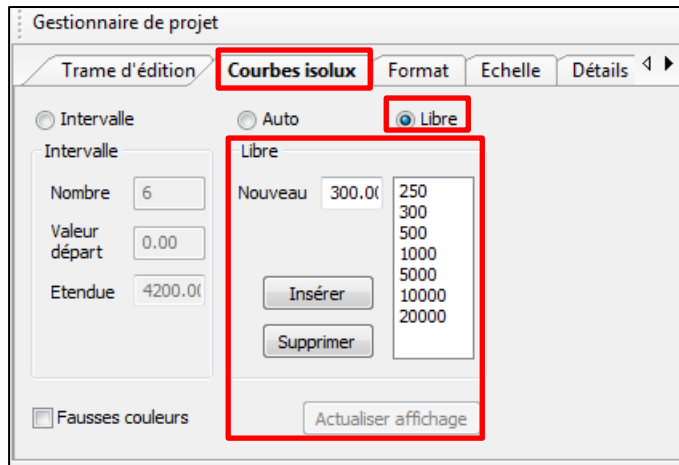 Gestionnaire de projet
Trame d'édition Courbes isolux Format Echelle Détails
Intervalle Auto Libre
Intervalle
Nombre 6
Valeur départ 0.00
Etendue 4200.0(
Libre
Nouveau 300.0(
250
300
500
1000
5000
10000
20000
Insérer
Supprimer
Fausses couleurs
Actualiser affichage